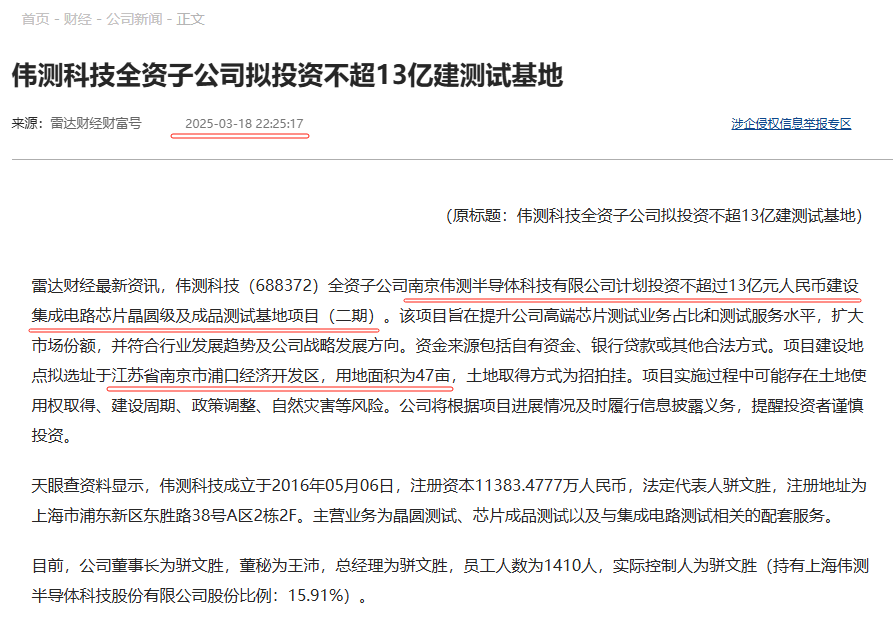 首页 - 财经 - 公司新闻 - 正文
伟测科技全资子公司拟投资不超13亿建测试基地
来源：雷达财经财富号 2025-03-18 22:25:17 涉企侵权信息举报专区
（原标题：伟测科技全资子公司拟投资不超13亿建测试基地）
雷达财经最新资讯，伟测科技（688372）全资子公司南京伟测半导体科技有限公司计划投资不超过13亿元人民币建设
集成电路芯片晶圆级及成品测试基地项目（二期）。该项目旨在提升公司高端芯片测试业务占比和测试服务水平，扩大
市场份额，并符合行业发展趋势及公司战略发展方向。资金来源包括自有资金、银行贷款或其他合法方式。项目建设地
点拟选址于江苏省南京市浦口经济开发区，用地面积为47亩，土地取得方式为招拍挂。项目实施过程中可能存在土地使
用权取得、建设周期、政策调整、自然灾害等风险。公司将根据项目进展情况及时履行信息披露义务，提醒投资者谨慎
投资。
天眼查资料显示，伟测科技成立于2016年05月06日，注册资本11383.4777万人民币，法定代表人骈文胜，注册地址为
上海市浦东新区东胜路38号A区2栋2F。主营业务为晶圆测试、芯片成品测试以及与集成电路测试相关的配套服务。
目前，公司董事长为骈文胜，董秘为王沛，总经理为骈文胜，员工人数为1410人，实际控制人为骈文胜（持有上海伟测
半导体科技股份有限公司股份比例：15.91%）。